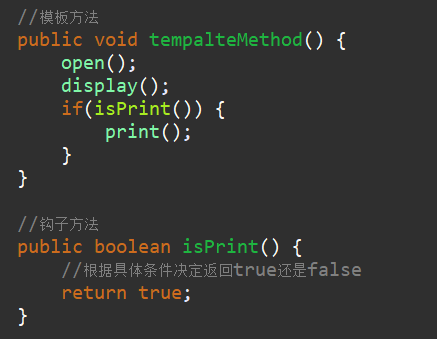 //模板方法
public void tempalteMethod() {
    open();
    display();
    if(isPrint()) {
        print();
    }
}

//钩子方法
public boolean isPrint() {
    //根据具体条件决定返回true还是false
    return true;
}